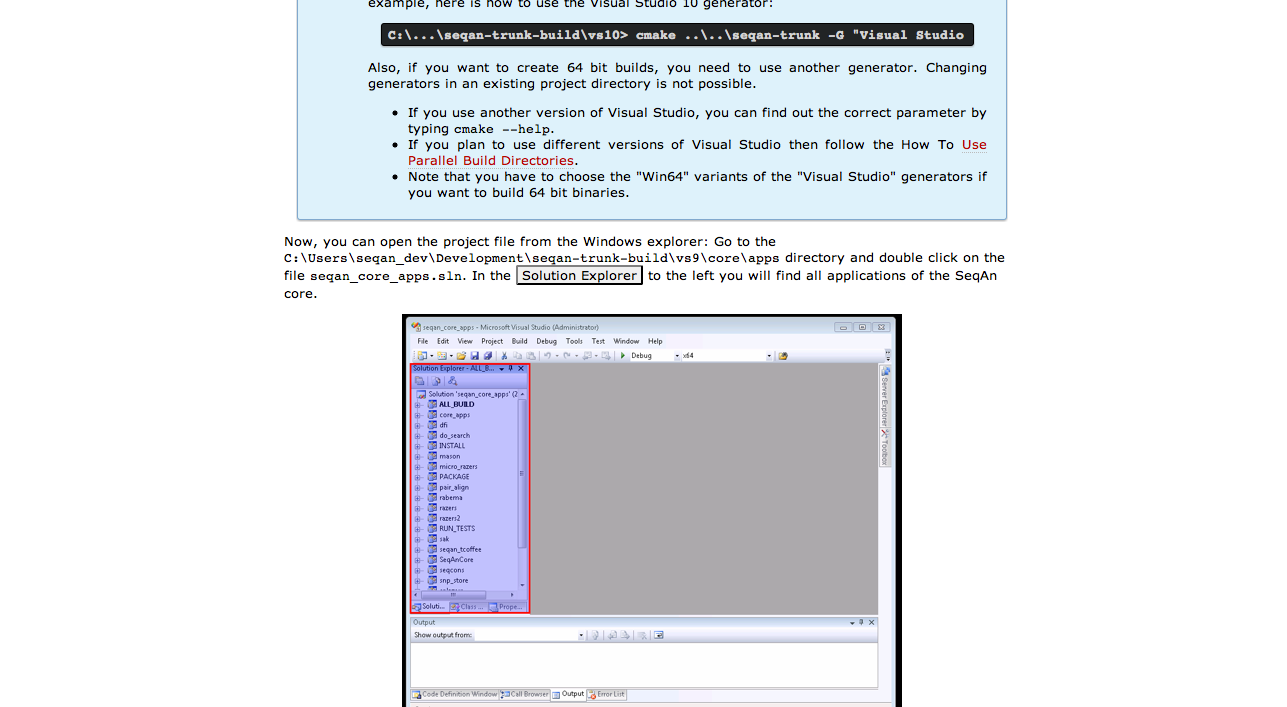 example, here is how to use the Visual Studio 10 generator:
C:\...\seqan-trunk-build\vs10> cmake ..\..\seqan-trunk -G "Visual Studio
Also, if you want to create 64 bit builds, you need to use another generator. Changing
generators in an existing project directory is not possible.
• If you use another version of Visual Studio, you can find out the correct parameter by
typing cmake --help.
• If you plan to use different versions of Visual Studio then follow the How To Use
Parallel Build Directories.
• Note that you have to choose the "Win64" variants of the "Visual Studio" generators if
you want to build 64 bit binaries.
Now, you can open the project file from the Windows explorer: Go to the
C:\Users\seqan_dev\Development\seqan-trunk-build\vs9\core\apps directory and double click on the
file seqan_core_apps.sln. In the Solution Explorer to the left you will find all applications of the SeqAn
core.
seqan_core_apps - Microsoft Visual Studio (Administrator)
File Edit View Project Build Debug Tools Test Window Help
Debug x64
Solution Explorer - ALL_B...
Solution 'seqan_core_apps' (2
ALL_BUILD
core_apps
dfi
do_search
INSTALL
mason
micro_razers
PACKAGE
pair_align
rabema
razers
razers2
RUN_TESTS
sak
seqan_tcoffee
SeqAnCore
seqcons
snp_store
Soluti... Class ... Prope...
Server Explorer
Toolbox
Output
Show output from:
Code Definition Window Call Browser Output Error List